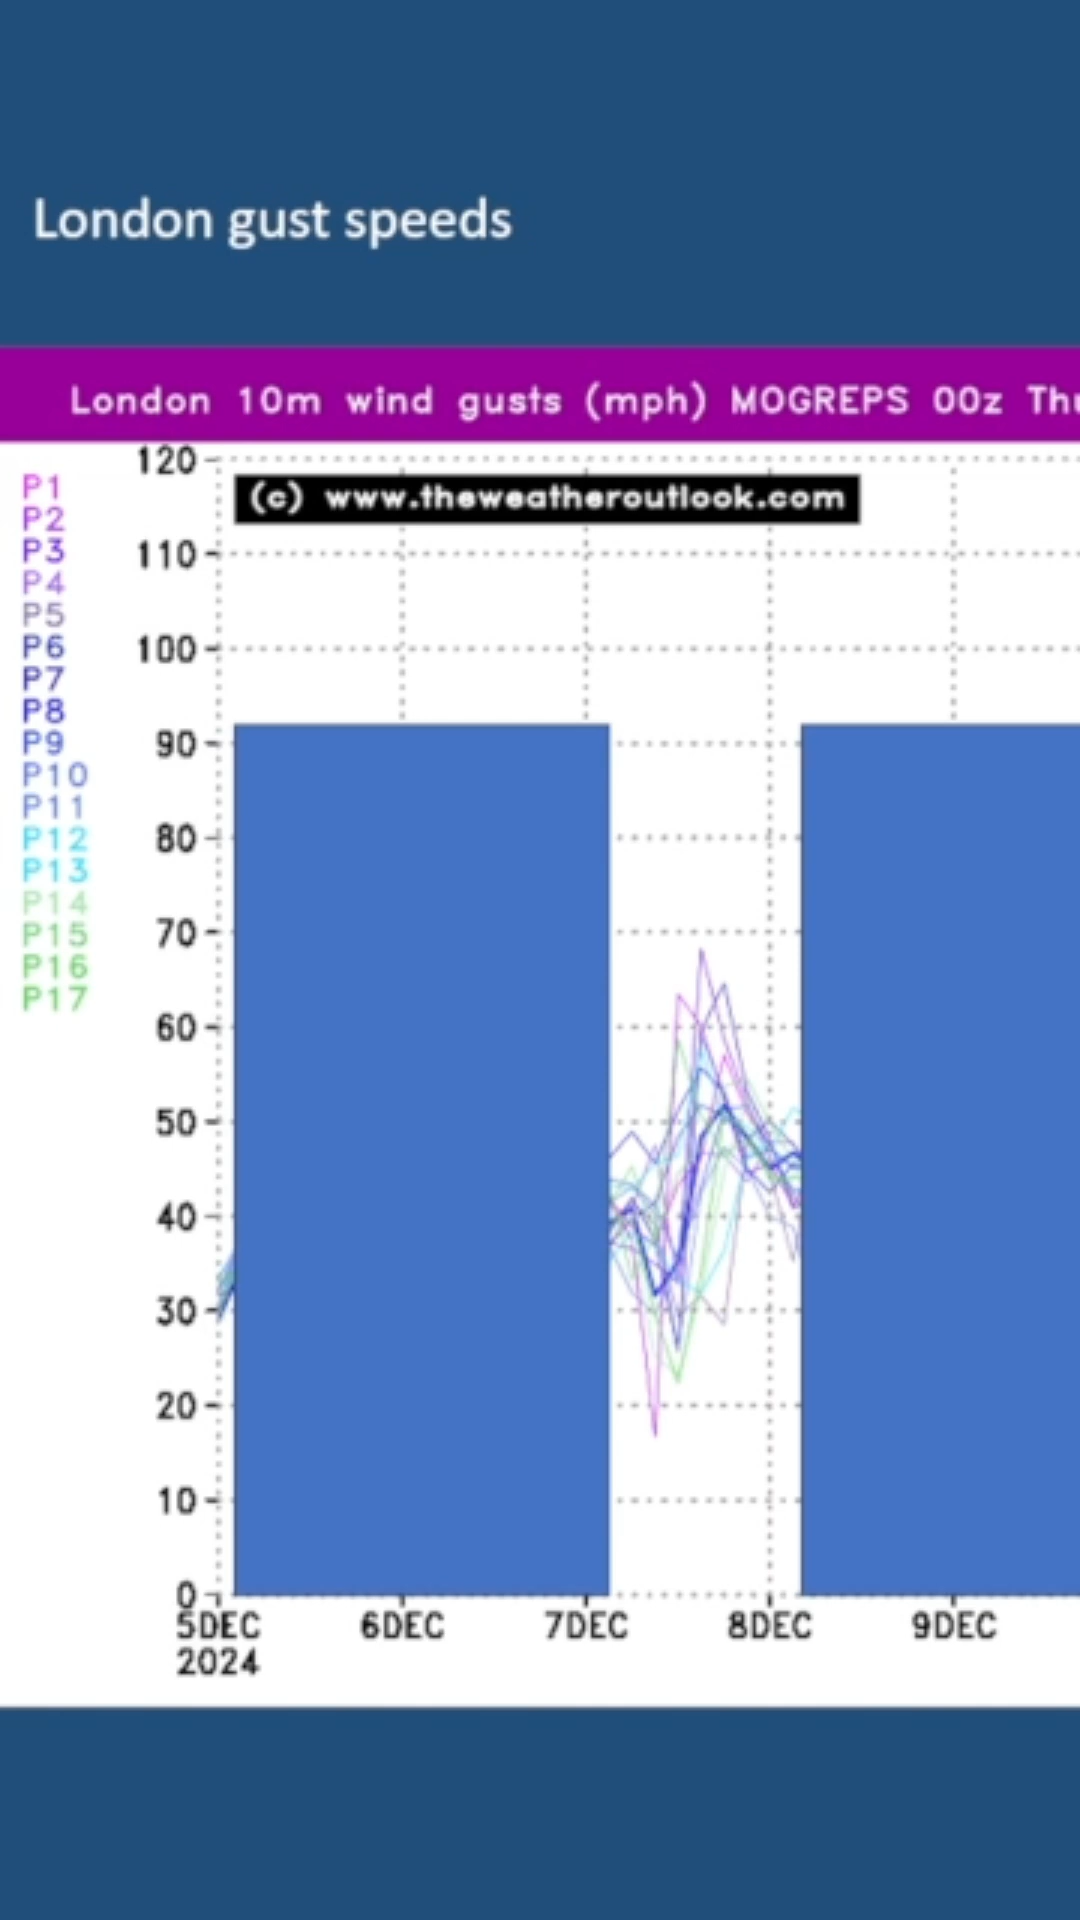 London gust speeds
London 10m wind gusts (mph) MOGREPS 00z
(c) www.theweatheroutlook.com
P1
P2
P3
P4
P5
P6
P7
P8
P9
P10
P11
P12
P13
P14
P15
P16
P17
120
110
100
90
80
70
60
50
40
30
20
10
0
5DEC 6DEC 7DEC 8DEC 9DEC
2024